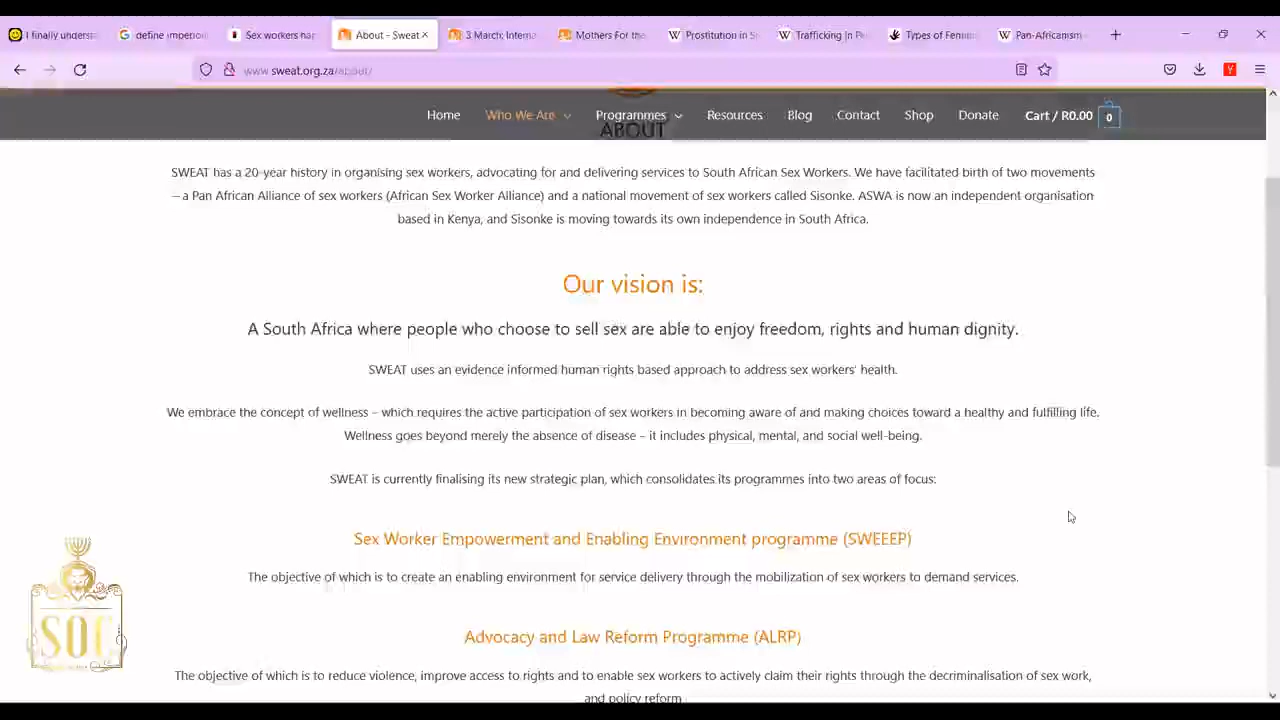 I finally understa
define imperioi
Sex workers har
About - Sweat
3 March: Interna
Mothers For the
Prostitution in S
Trafficking in Pe
Types of Femin
Pan-Africanism
www.sweat.org.za/about/
Home
Who We Are
Programmes
Resources
Blog
Contact
Shop
Donate
Cart / R0.00
0
ABOUT
SWEAT has a 20-year history in organising sex workers, advocating for and delivering services to South African Sex Workers. We have facilitated birth of two movements
– a Pan African Alliance of sex workers (African Sex Worker Alliance) and a national movement of sex workers called Sisonke. ASWA is now an independent organisation
based in Kenya, and Sisonke is moving towards its own independence in South Africa.
Our vision is:
A South Africa where people who choose to sell sex are able to enjoy freedom, rights and human dignity.
SWEAT uses an evidence informed human rights based approach to address sex workers' health.
We embrace the concept of wellness – which requires the active participation of sex workers in becoming aware of and making choices toward a healthy and fulfilling life.
Wellness goes beyond merely the absence of disease – it includes physical, mental, and social well-being.
SWEAT is currently finalising its new strategic plan, which consolidates its programmes into two areas of focus:
Sex Worker Empowerment and Enabling Environment programme (SWEEEP)
The objective of which is to create an enabling environment for service delivery through the mobilization of sex workers to demand services.
SOC
Advocacy and Law Reform Programme (ALRP)
The objective of which is to reduce violence, improve access to rights and to enable sex workers to actively claim their rights through the decriminalisation of sex work,
and policy reform